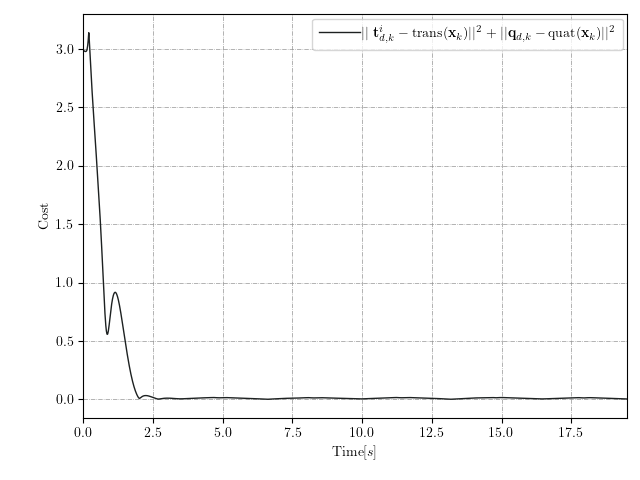 || t^i_{d,k} − trans(x_k)||^2 + ||q_{d,k} − quat(x_k)||^2
3.0
2.5
2.0
1.5
1.0
0.5
0.0
Cost
0.0 2.5 5.0 7.5 10.0 12.5 15.0 17.5
Time[s]